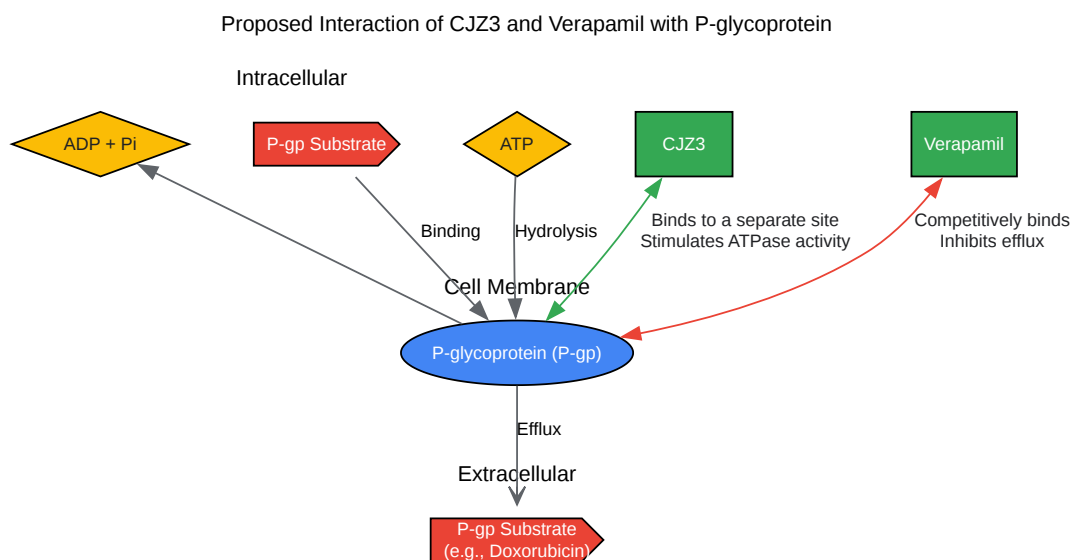 Proposed Interaction of CJZ3 and Verapamil with P-glycoprotein
Intracellular
ADP + Pi
P-gp Substrate
ATP
CJZ3
Verapamil
Binding
Hydrolysis
Binds to a separate site
Stimulates ATPase activity
Competitively binds
Inhibits efflux
Cell Membrane
P-glycoprotein (P-gp)
Efflux
Extracellular
P-gp Substrate
(e.g., Doxorubicin)